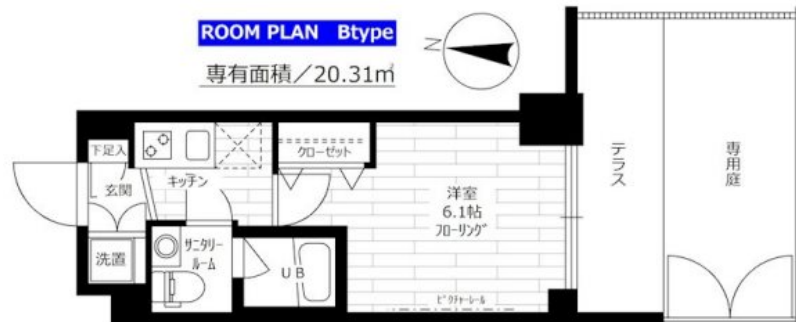 ROOM PLAN Btype
専有面積／20.31㎡
N
下足入
玄関
洗置
キッチン
クローゼット
サニタリー
ルーム
UB
洋室
6.1帖
フローリング
ピクチャーレール
テラス
専用庭